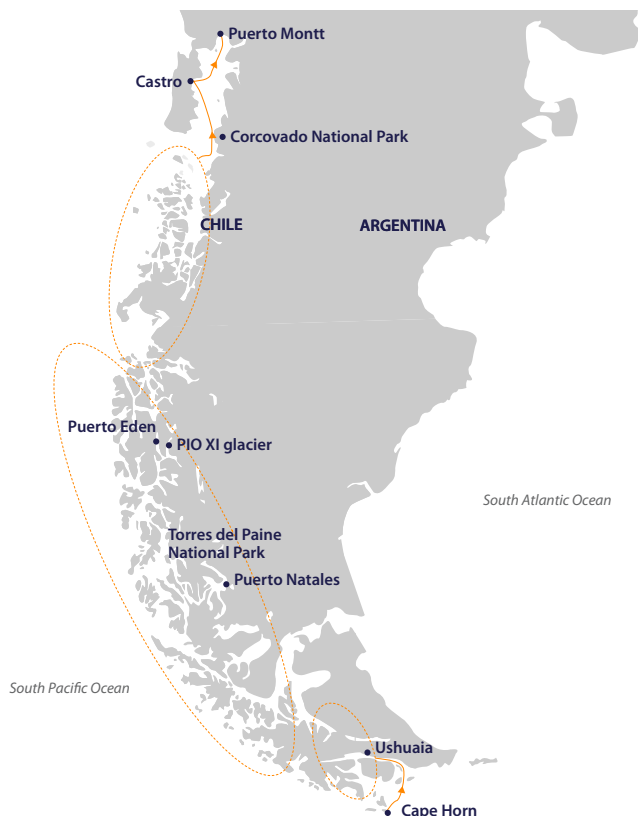 Puerto Montt
Castro
Corcovado National Park
CHILE
ARGENTINA
Puerto Eden
PIO XI glacier
South Atlantic Ocean
Torres del Paine
National Park
Puerto Natales
South Pacific Ocean
Ushuaia
Cape Horn